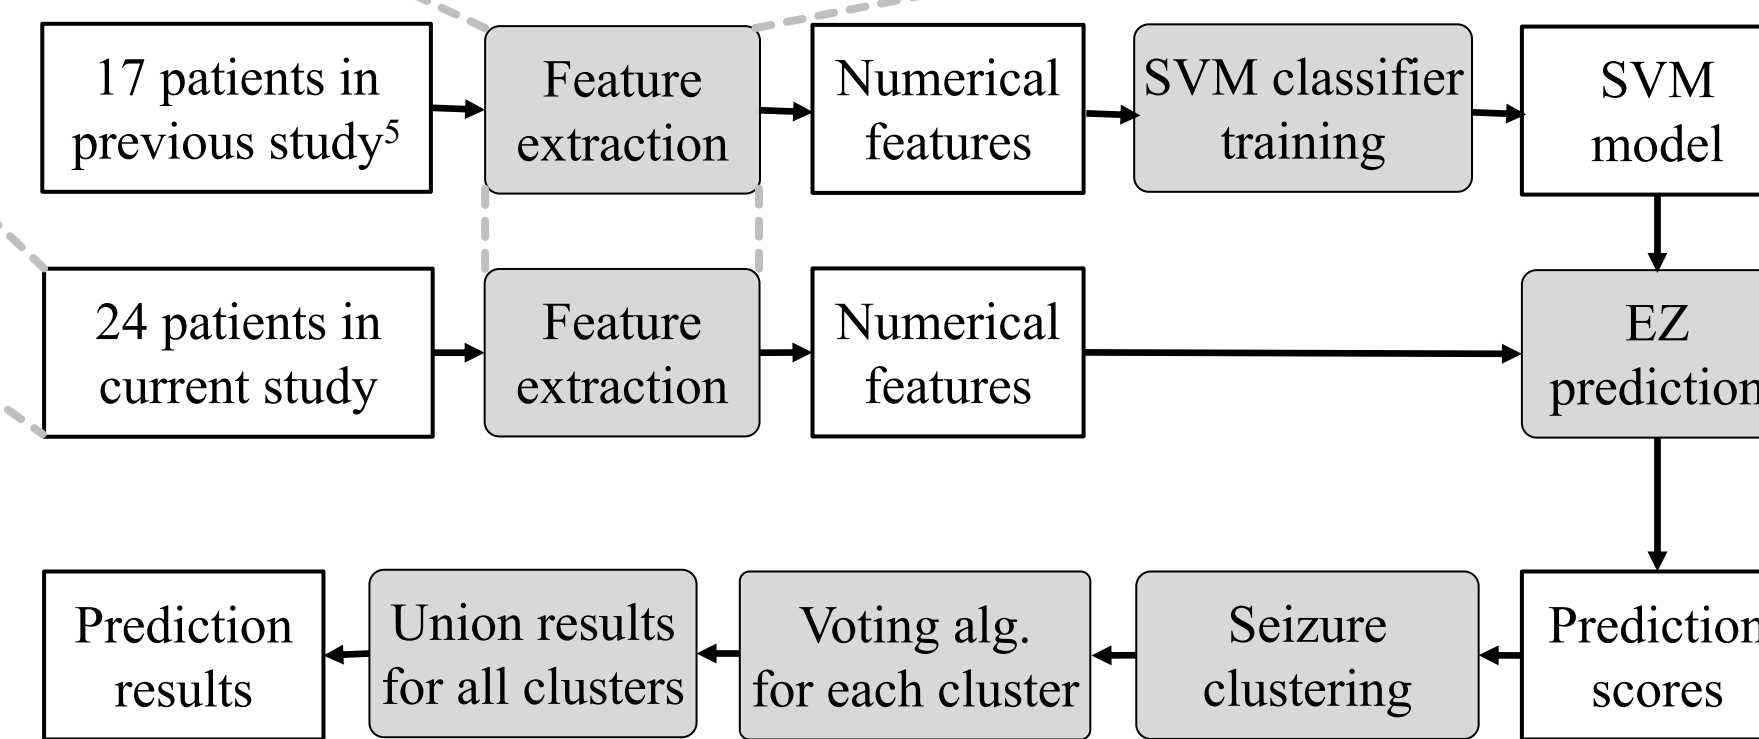 17 patients in
previous study⁵
Feature
extraction
Numerical
features
SVM classifier
training
SVM
model
24 patients in
current study
Feature
extraction
Numerical
features
EZ
prediction
Prediction
results
Union results
for all clusters
Voting alg.
for each cluster
Seizure
clustering
Prediction
scores